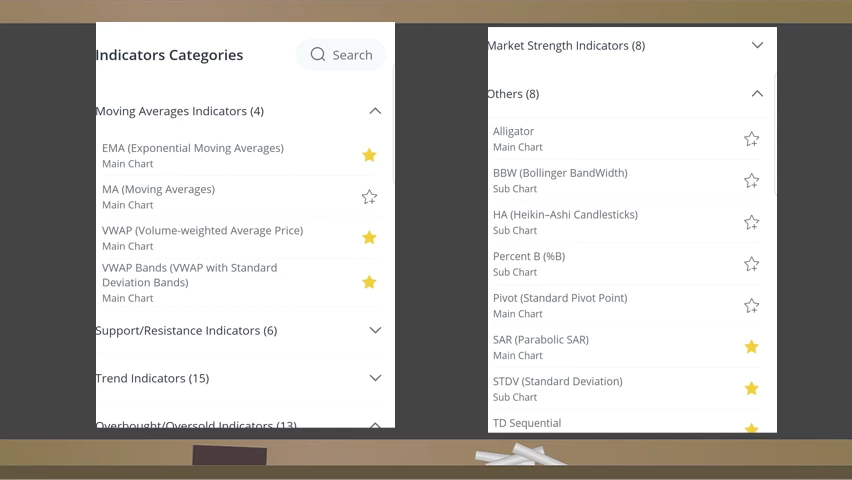 Indicators Categories
Search
Moving Averages Indicators (4)
EMA (Exponential Moving Averages)
Main Chart
MA (Moving Averages)
Main Chart
VWAP (Volume-weighted Average Price)
Main Chart
VWAP Bands (VWAP with Standard
Deviation Bands)
Main Chart
Support/Resistance Indicators (6)
Trend Indicators (15)
Overbought/Oversold Indicators (13)
Market Strength Indicators (8)
Others (8)
Alligator
Main Chart
BBW (Bollinger BandWidth)
Sub Chart
HA (Heikin–Ashi Candlesticks)
Sub Chart
Percent B (%B)
Sub Chart
Pivot (Standard Pivot Point)
Main Chart
SAR (Parabolic SAR)
Main Chart
STDV (Standard Deviation)
Sub Chart
TD Sequential